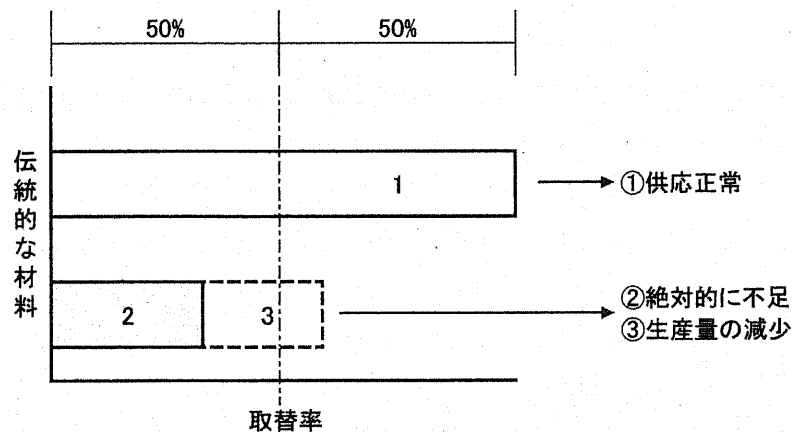 50%
50%
伝統的な材料
1
①供応正常
2
3
②絶対的に不足
③生産量の減少
取替率